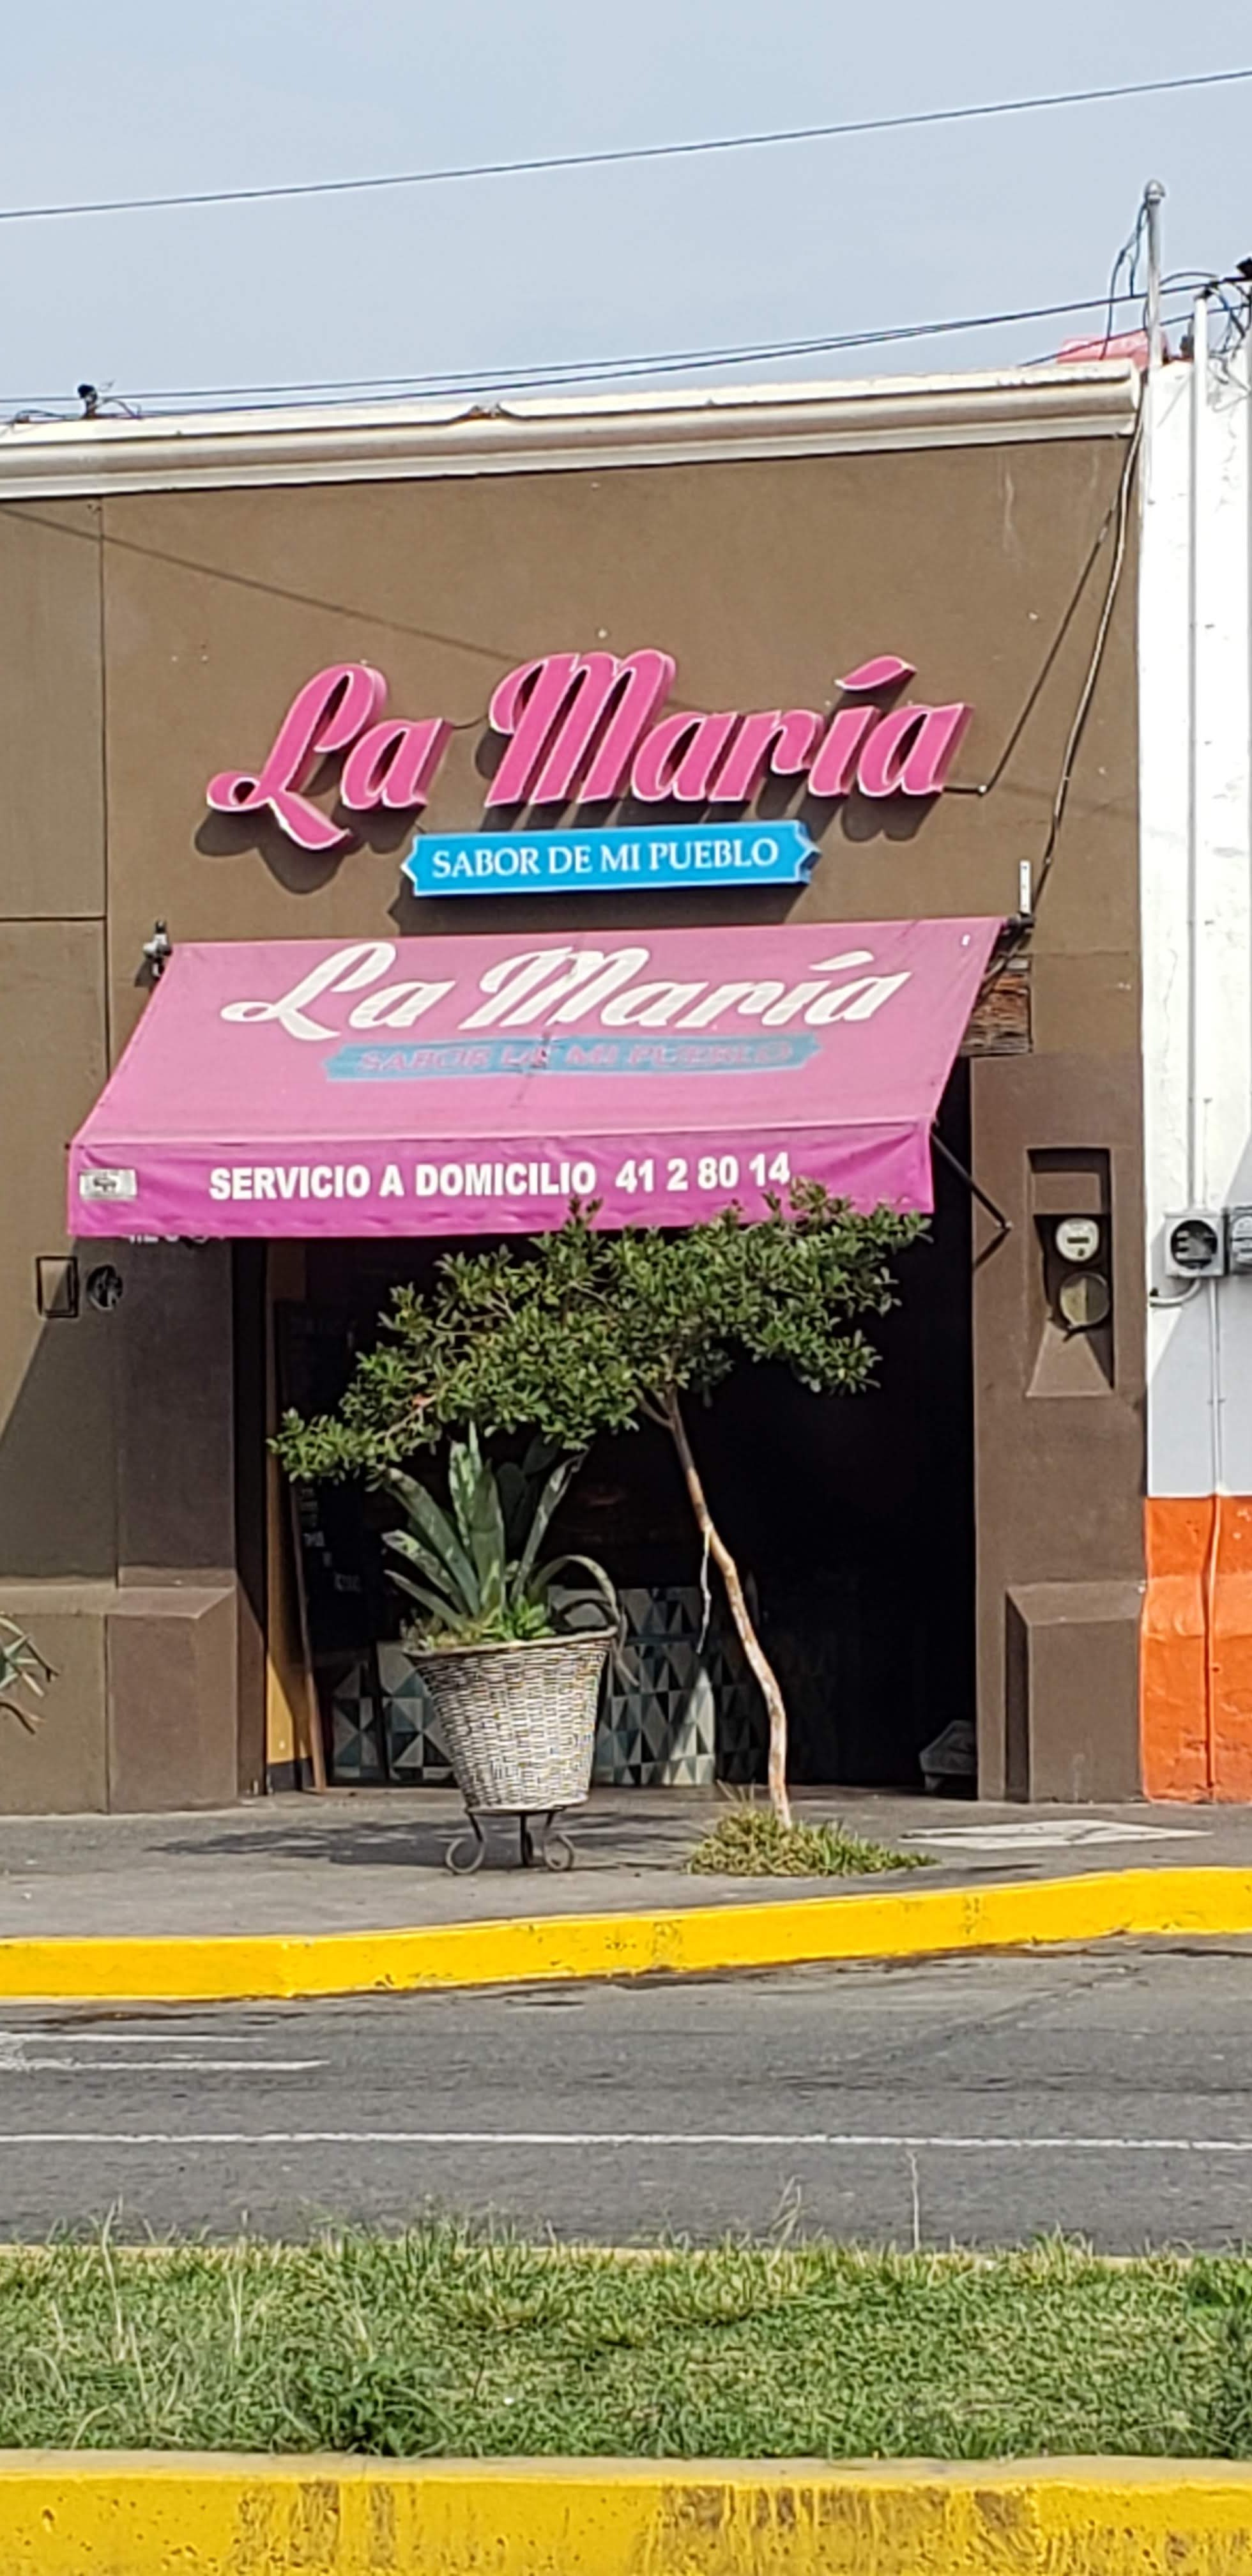 La María
SABOR DE MI PUEBLO
La María
SABOR DE MI PUEBLO
SERVICIO A DOMICILIO 41 2 80 14